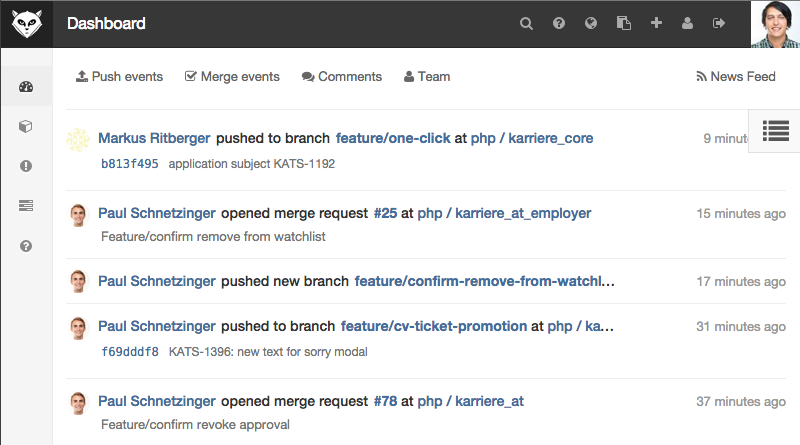 Dashboard
Push events Merge events Comments Team News Feed
Markus Ritberger pushed to branch feature/one-click at php / karriere_core 9 minut
b813f495 application subject KATS-1192
Paul Schnetzinger opened merge request #25 at php / karriere_at_employer 15 minutes ago
Feature/confirm remove from watchlist
Paul Schnetzinger pushed new branch feature/confirm-remove-from-watchl... 17 minutes ago
Paul Schnetzinger pushed to branch feature/cv-ticket-promotion at php / ka... 31 minutes ago
f69dddf8 KATS-1396: new text for sorry modal
Paul Schnetzinger opened merge request #78 at php / karriere_at 37 minutes ago
Feature/confirm revoke approval